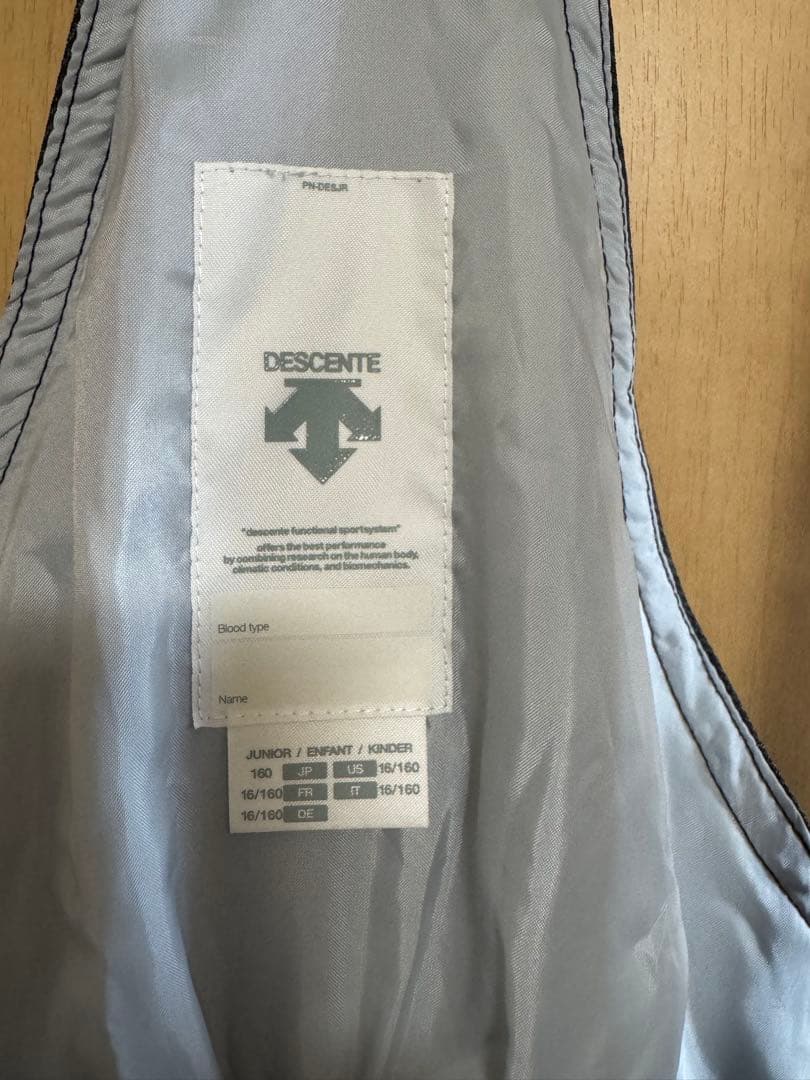 PN-DESJR
DESCENTE
"descente functional sportsystem"
offers the best performance
by combining research on the human body,
climatic conditions, and biomechanics.
Blood type
Name
JUNIOR / ENFANT / KINDER
160 JP US 16/160
16/160 FR IT 16/160
16/160 DE